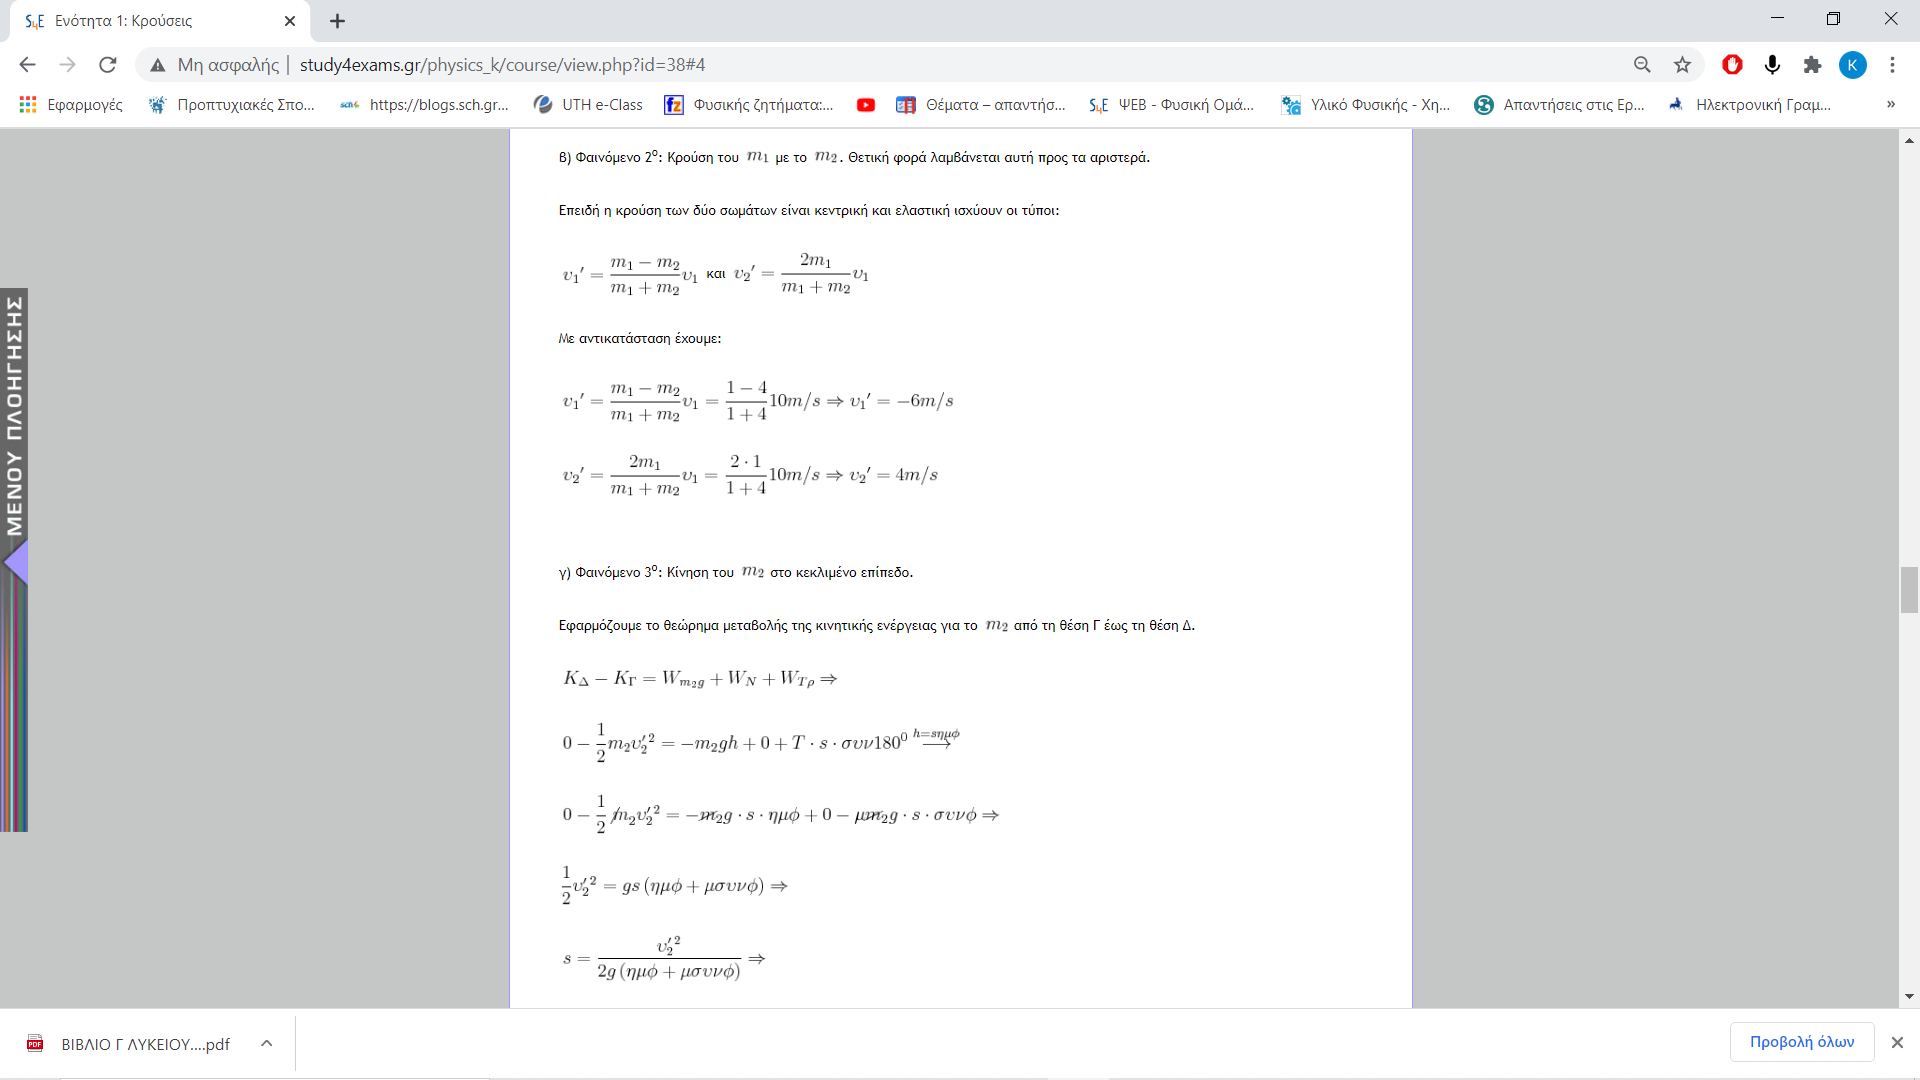 Ενότητα 1: Κρούσεις
Μη ασφαλής | study4exams.gr/physics_k/course/view.php?id=38#4
K
Εφαρμογές
Προπτυχιακές Σπο...
https://blogs.sch.gr...
UTH e-Class
Φυσικής ζητήματα:...
Θέματα – απαντήσ...
ΨΕΒ - Φυσική Ομά...
Υλικό Φυσικής - Χη...
Απαντήσεις στις Ερ...
Ηλεκτρονική Γραμ...
»
ΜΕΝΟΥ ΠΛΟΗΓΗΣΗΣ
β) Φαινόμενο 2ο: Κρούση του m₁ με το m₂. Θετική φορά λαμβάνεται αυτή προς τα αριστερά.
Επειδή η κρούση των δύο σωμάτων είναι κεντρική και ελαστική ισχύουν οι τύποι:
υ₁′ = (m₁ − m₂)/(m₁ + m₂) υ₁ και υ₂′ = 2m₁/(m₁ + m₂) υ₁
Με αντικατάσταση έχουμε:
υ₁′ = (m₁ − m₂)/(m₁ + m₂) υ₁ = (1 − 4)/(1 + 4) 10m/s ⇒ υ₁′ = −6m/s
υ₂′ = 2m₁/(m₁ + m₂) υ₁ = (2 · 1)/(1 + 4) 10m/s ⇒ υ₂′ = 4m/s
γ) Φαινόμενο 3ο: Κίνηση του m₂ στο κεκλιμένο επίπεδο.
Εφαρμόζουμε το θεώρημα μεταβολής της κινητικής ενέργειας για το m₂ από τη θέση Γ έως τη θέση Δ.
K_Δ − K_Γ = W_{m₂g} + W_N + W_{Tρ} ⇒
0 − 1/2 m₂υ₂′² = −m₂gh + 0 + T · s · συν180⁰ h=sημφ ⟶
0 − 1/2 m₂υ₂′² = −m₂g · s · ημφ + 0 − μm₂g · s · συνφ ⇒
1/2 υ₂′² = gs (ημφ + μσυνφ) ⇒
s = υ₂′² / 2g (ημφ + μσυνφ) ⇒
ΒΙΒΛΙΟ Γ ΛΥΚΕΙΟΥ....pdf
Προβολή όλων